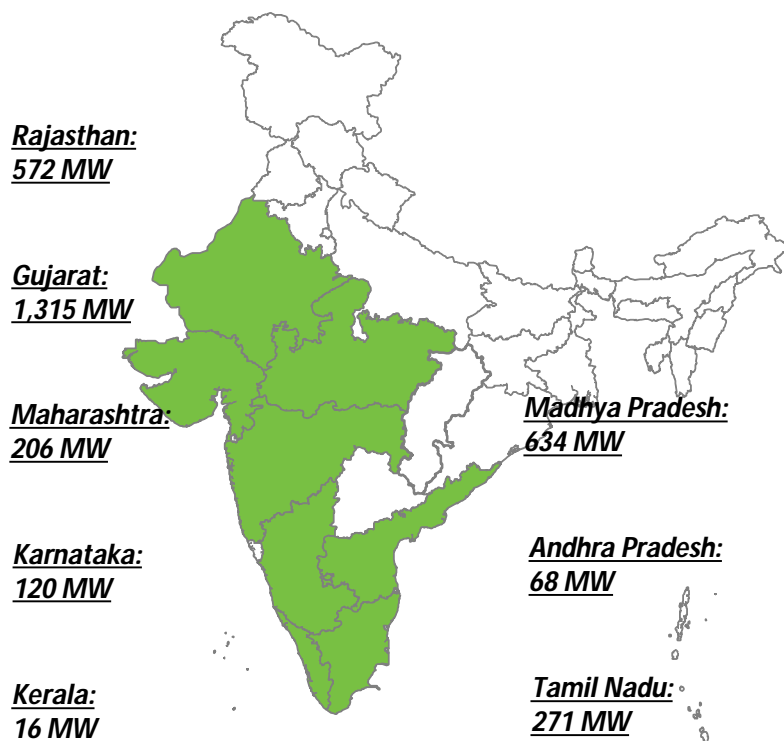 Rajasthan:
572 MW
Gujarat:
1,315 MW
Maharashtra:
206 MW
Madhya Pradesh:
634 MW
Karnataka:
120 MW
Andhra Pradesh:
68 MW
Kerala:
16 MW
Tamil Nadu:
271 MW